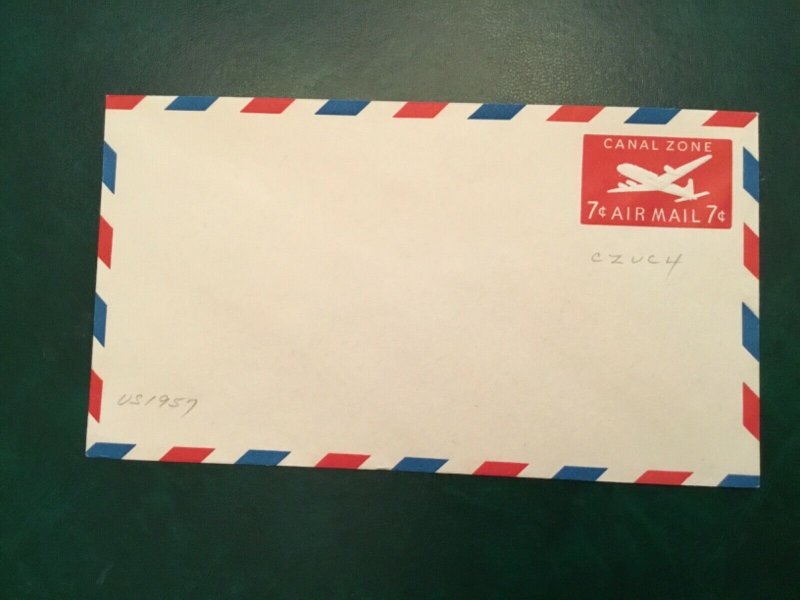 CANAL ZONE
7¢ AIR MAIL 7¢
CZUC4
US1957